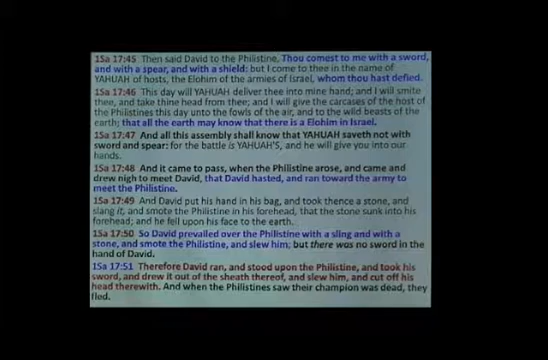 1Sa 17:45 Then said David to the Philistine, Thou comest to me with a sword,
and with a spear, and with a shield: but I come to thee in the name of
YAHUAH of hosts, the Elohim of the armies of Israel, whom thou hast defied.
1Sa 17:46 This day will YAHUAH deliver thee into mine hand; and I will smite
thee, and take thine head from thee; and I will give the carcases of the host of
the Philistines this day unto the fowls of the air, and to the wild beasts of the
earth; that all the earth may know that there is a Elohim in Israel.
1Sa 17:47 And all this assembly shall know that YAHUAH saveth not with
sword and spear: for the battle is YAHUAH'S, and he will give you into our
hands.
1Sa 17:48 And it came to pass, when the Philistine arose, and came and
drew nigh to meet David, that David hasted, and ran toward the army to
meet the Philistine.
1Sa 17:49 And David put his hand in his bag, and took thence a stone, and
slang it, and smote the Philistine in his forehead, that the stone sunk into his
forehead; and he fell upon his face to the earth.
1Sa 17:50 So David prevailed over the Philistine with a sling and with a
stone, and smote the Philistine, and slew him; but there was no sword in the
hand of David.
1Sa 17:51 Therefore David ran, and stood upon the Philistine, and took his
sword, and drew it out of the sheath thereof, and slew him, and cut off his
head therewith. And when the Philistines saw their champion was dead, they
fled.